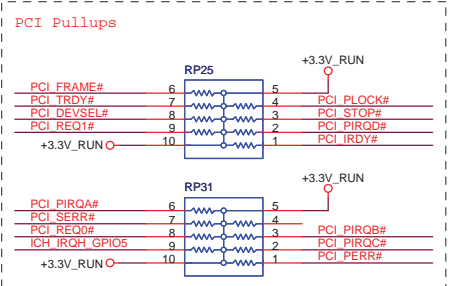 PCI Pullups
RP25
+3.3V_RUN
PCI_FRAME# 6 5
PCI_TRDY# 7 4 PCI_PLOCK#
PCI_DEVSEL# 8 3 PCI_STOP#
PCI_REQ1# 9 2 PCI_PIRQD#
+3.3V_RUN 10 1 PCI_IRDY#
RP31
+3.3V_RUN
PCI_PIRQA# 6 5
PCI_SERR# 7 4
PCI_REQ0# 8 3 PCI_PIRQB#
ICH_IRQH_GPIO5 9 2 PCI_PIRQC#
+3.3V_RUN 10 1 PCI_PERR#